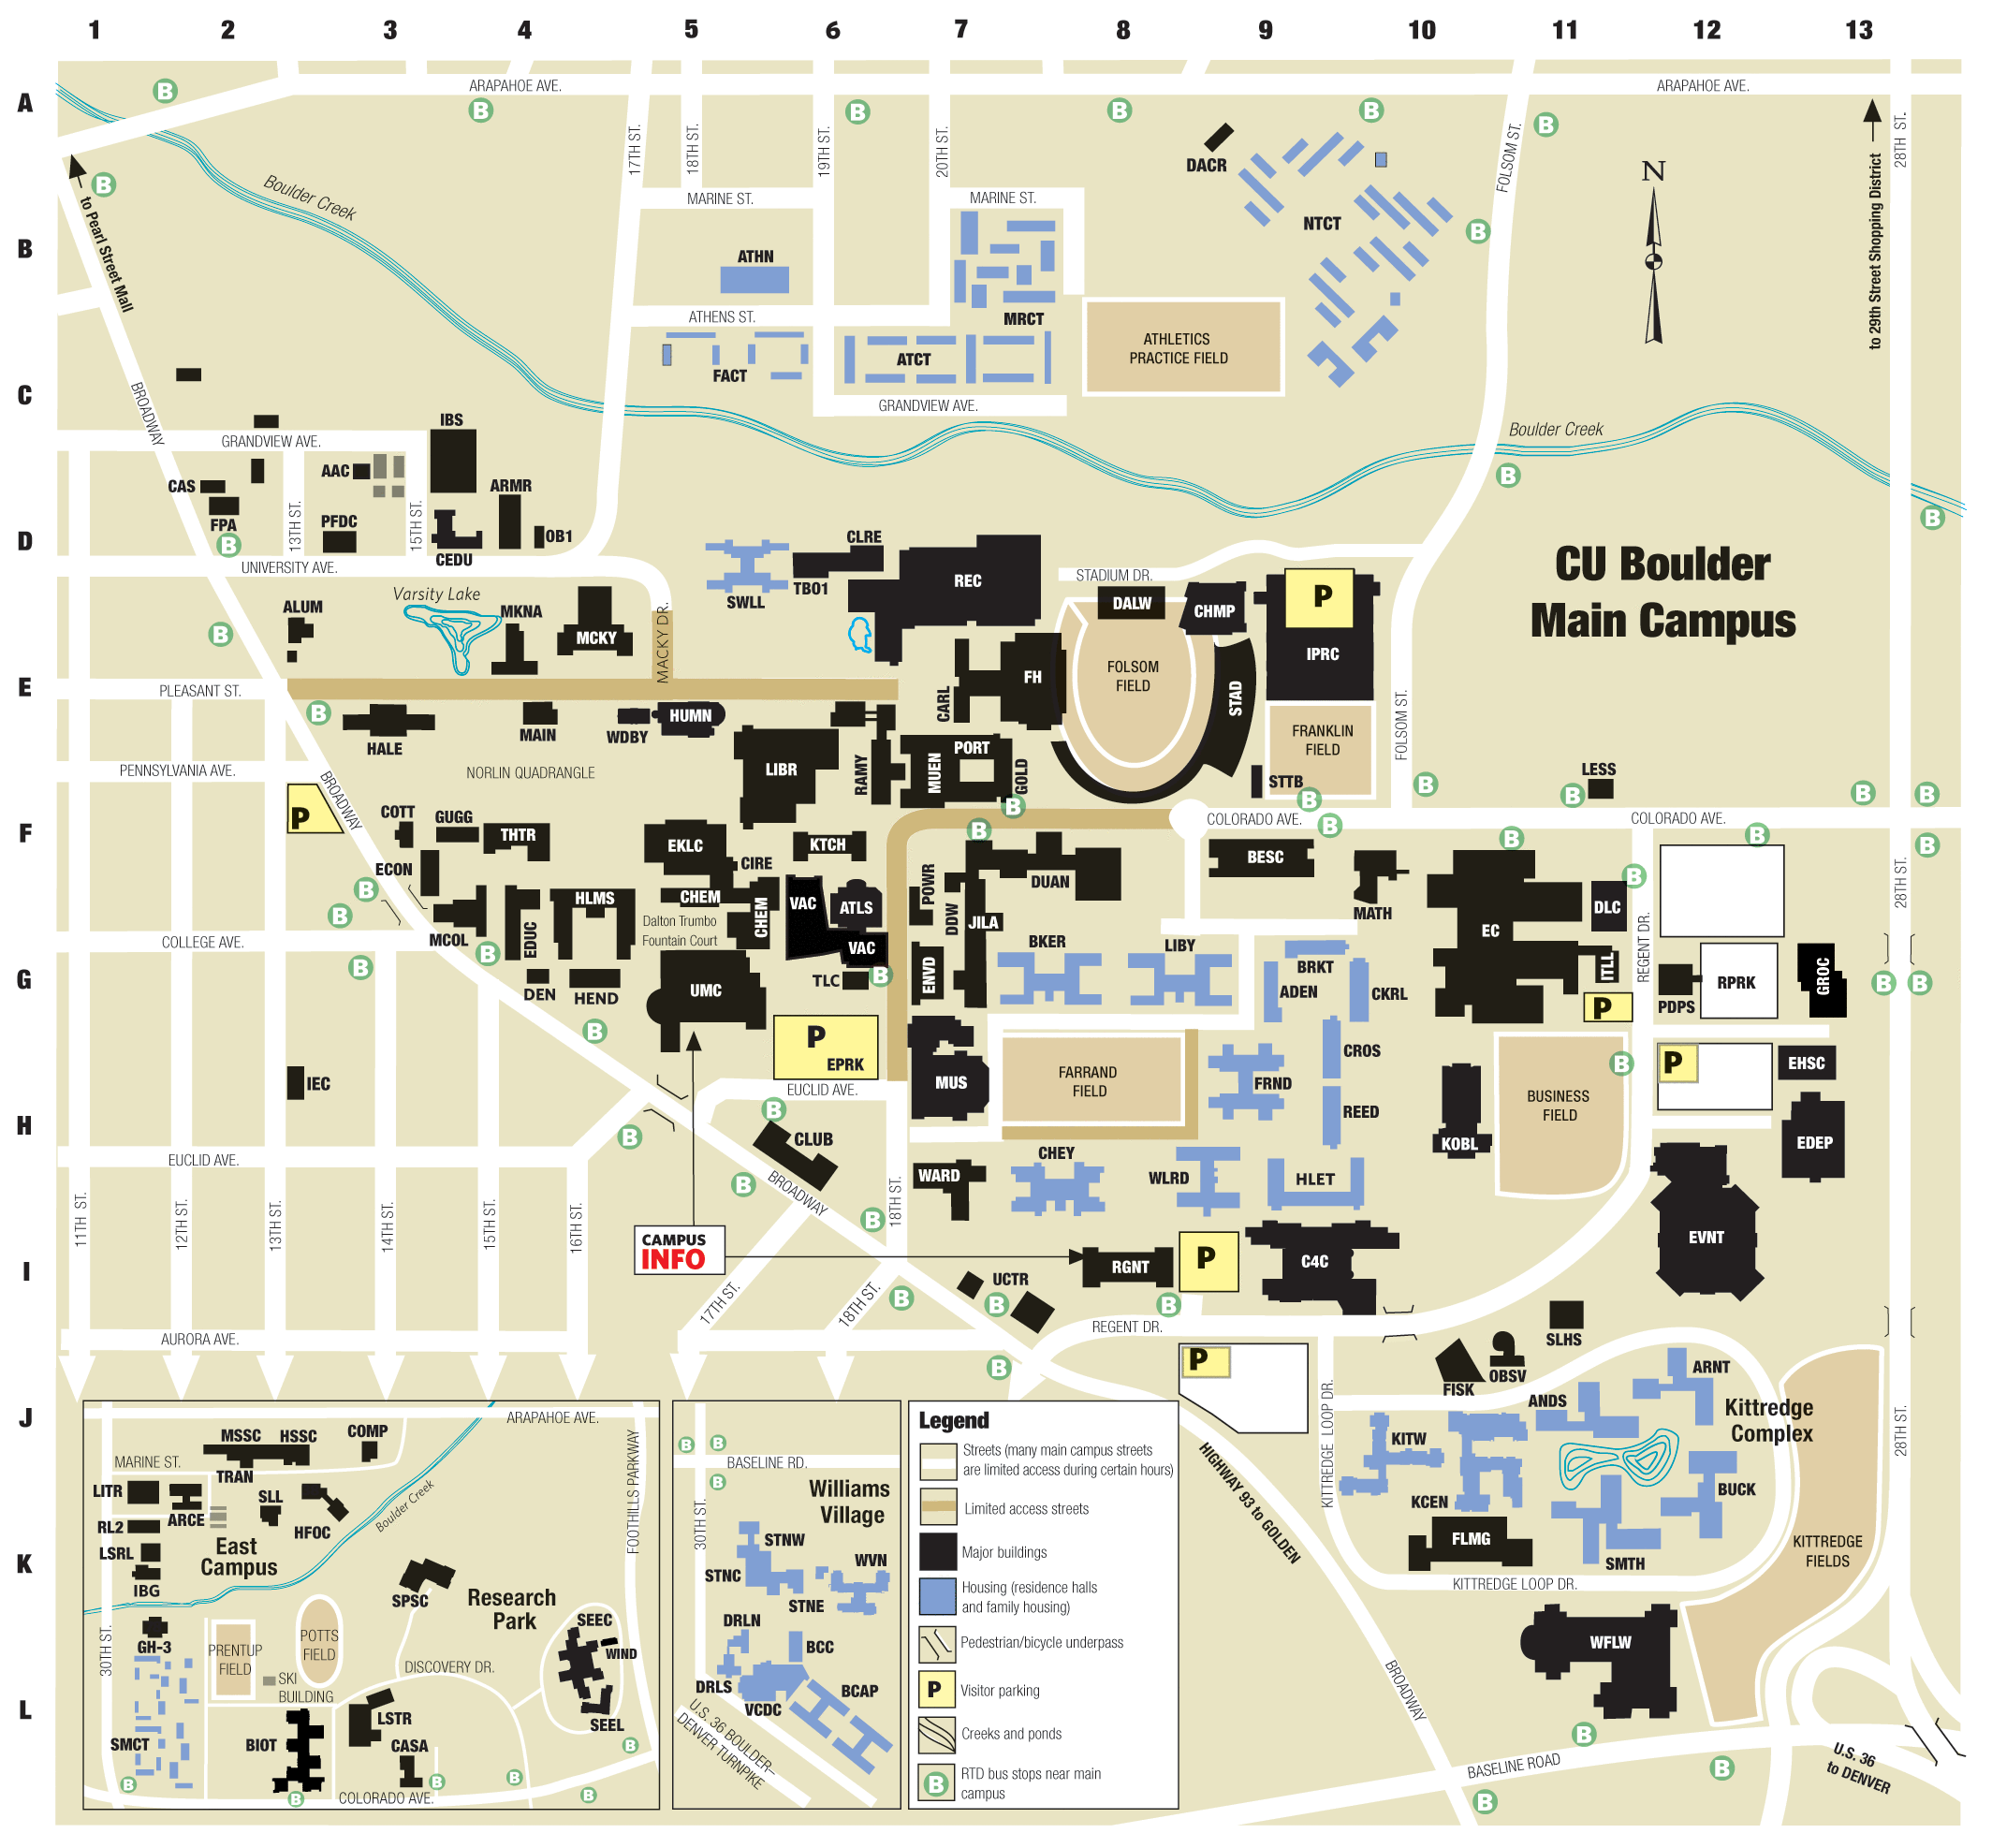 1 2 3 4 5 6 7 8 9 10 11 12 13
A
B
C
D
E
F
G
H
I
J
K
L
ARAPAHOE AVE.
ARAPAHOE AVE.
17TH ST.
18TH ST.
19TH ST.
20TH ST.
FOLSOM ST.
28TH ST.
to 29th Street Shopping District
N
to Pearl Street Mall
Boulder Creek
MARINE ST.
MARINE ST.
DACR
NTCT
ATHN
MRCT
ATHENS ST.
FACT
ATCT
ATHLETICS
PRACTICE FIELD
GRANDVIEW AVE.
BROADWAY
Boulder Creek
GRANDVIEW AVE.
IBS
AAC
CAS
FPA
13TH ST.
PFDC
15TH ST.
ARMR
OB1
CEDU
UNIVERSITY AVE.
CLRE
TBO1
SWLL
REC
STADIUM DR.
CU Boulder
Main Campus
ALUM
Varsity Lake
MKNA
MCKY
MACKY DR.
DALW
CHMP
P
IPRC
FH
CARL
FOLSOM
FIELD
STAD
PLEASANT ST.
HALE
MAIN
WDBY
HUMN
FOLSOM ST.
FRANKLIN
FIELD
STTB
PENNSYLVANIA AVE.
NORLIN QUADRANGLE
LIBR
RAMY
MUEN
PORT
GOLD
LESS
P
BROADWAY
COTT
GUGG
THTR
EKLC
KTCH
COLORADO AVE.
COLORADO AVE.
ECON
CIRE
CHEM
CHEM
VAC
ATLS
VAC
POWR
DDW
JILA
DUAN
BESC
MATH
EC
DLC
REGENT DR.
28TH ST.
MCOL
EDUC
HLMS
Dalton Trumbo
Fountain Court
COLLEGE AVE.
DEN
HEND
UMC
TLC
ENVD
BKER
LIBY
BRKT
ADEN
CKRL
ITLL
P
PDPS
RPRK
GROC
P
EPRK
MUS
FARRAND
FIELD
FRND
CROS
REED
KOBL
BUSINESS
FIELD
P
EHSC
EDEP
IEC
EUCLID AVE.
CLUB
EUCLID AVE.
BROADWAY
18TH ST.
WARD
CHEY
WLRD
HLET
EVNT
11TH ST.
12TH ST.
13TH ST.
14TH ST.
15TH ST.
16TH ST.
CAMPUS
INFO
RGNT
P
C4C
UCTR
17TH ST.
18TH ST.
AURORA AVE.
REGENT DR.
P
SLHS
FISK
OBSV
ARNT
ANDS
Kittredge
Complex
KITW
KCEN
BUCK
SMTH
FLMG
KITTREDGE LOOP DR.
KITTREDGE LOOP DR.
KITTREDGE
FIELDS
28TH ST.
HIGHWAY 93 to GOLDEN
WFLW
BROADWAY
BASELINE ROAD
U.S. 36
to DENVER
ARAPAHOE AVE.
MSSC
HSSC
COMP
MARINE ST.
TRAN
LITR
ARCE
SLL
HFOC
RL2
LSRL
IBG
East
Campus
Boulder Creek
FOOTHILLS PARKWAY
SPSC
Research
Park
GH-3
30TH ST.
PRENTUP
FIELD
POTTS
FIELD
SKI
BUILDING
DISCOVERY DR.
SEEC
WIND
SEEL
SMCT
BIOT
LSTR
CASA
COLORADO AVE.
BASELINE RD.
30TH ST.
Williams
Village
STNW
STNC
STNE
WVN
DRLN
BCC
DRLS
VCDC
BCAP
U.S. 36 BOULDER–
DENVER TURNPIKE
Legend
Streets (many main campus streets
are limited access during certain hours)
Limited access streets
Major buildings
Housing (residence halls
and family housing)
Pedestrian/bicycle underpass
P
Visitor parking
Creeks and ponds
B
RTD bus stops near main
campus